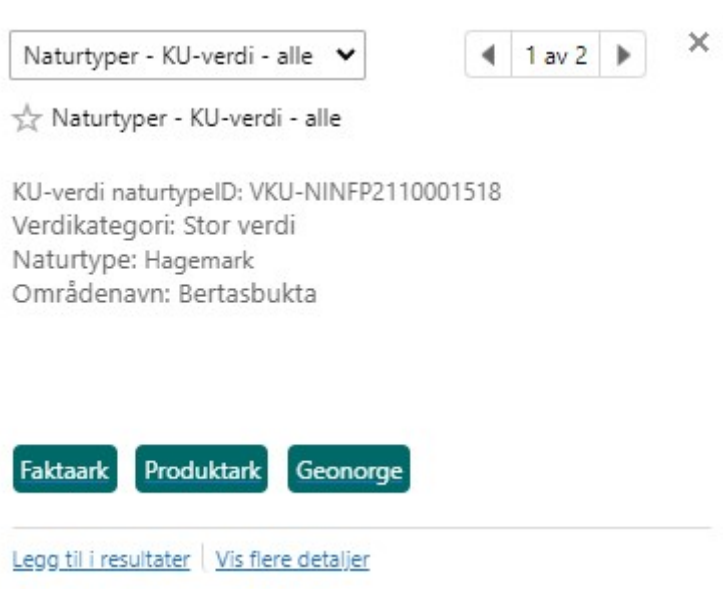 Naturtyper - KU-verdi - alle
1 av 2
Naturtyper - KU-verdi - alle
KU-verdi naturtypeID: VKU-NINFP2110001518
Verdikategori: Stor verdi
Naturtype: Hagemark
Områdenavn: Bertasbukta
Faktaark Produktark Geonorge
Legg til i resultater Vis flere detaljer